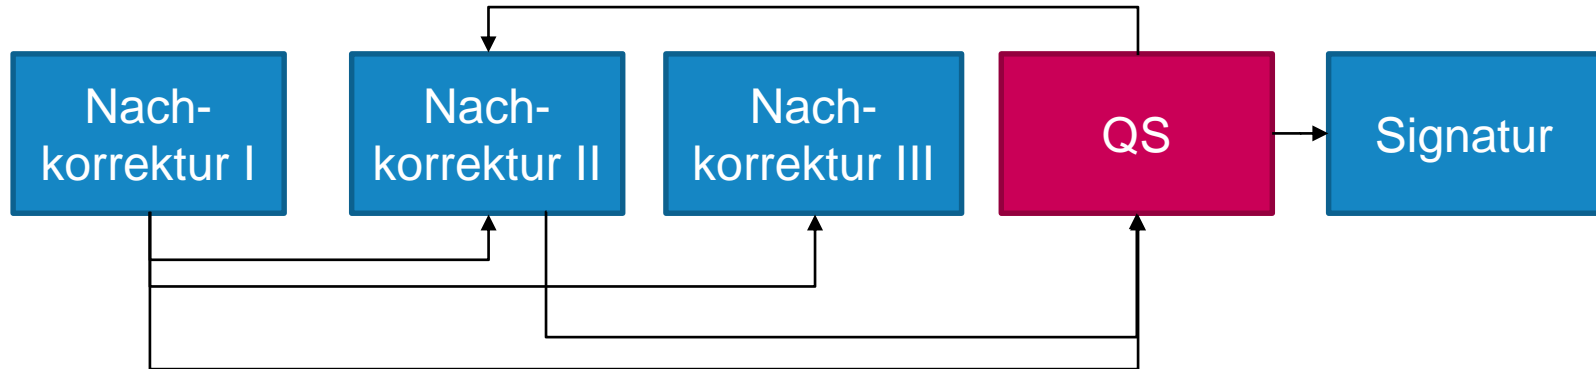 Nach-
korrektur I
Nach-
korrektur II
Nach-
korrektur III
QS
Signatur